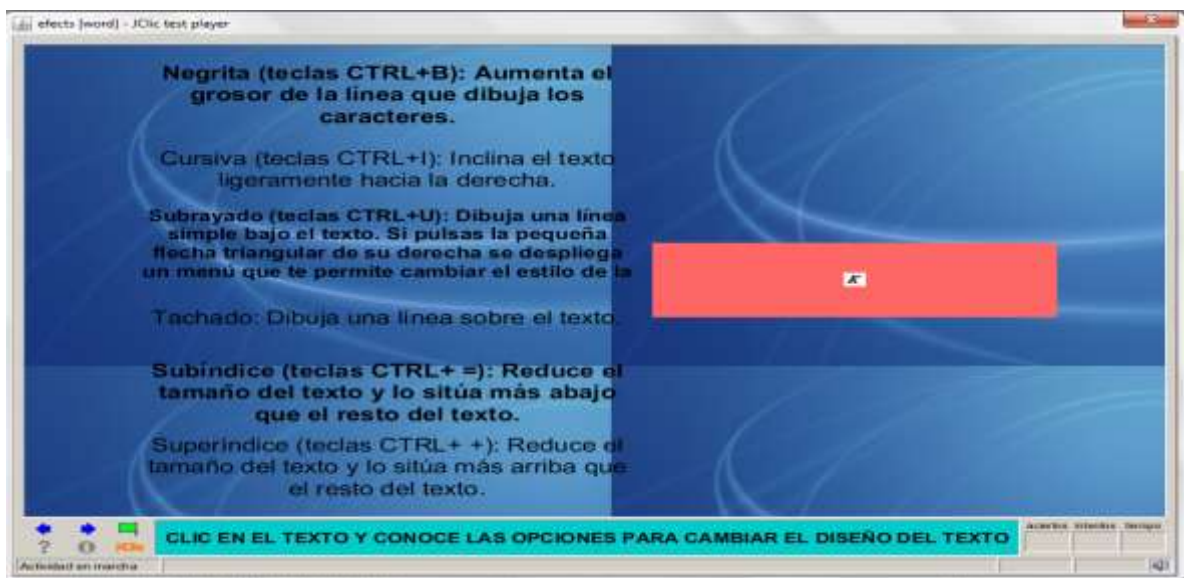 efects [word] - JClic test player
Negrita (teclas CTRL+B): Aumenta el
grosor de la línea que dibuja los
caracteres.
Cursiva (teclas CTRL+I): Inclina el texto
ligeramente hacia la derecha.
Subrayado (teclas CTRL+U): Dibuja una línea
simple bajo el texto. Si pulsas la pequeña
flecha triangular de su derecha se despliega
un menú que te permite cambiar el estilo de la
K
Tachado: Dibuja una línea sobre el texto.
Subíndice (teclas CTRL+ =): Reduce el
tamaño del texto y lo sitúa más abajo
que el resto del texto.
Superíndice (teclas CTRL+ +): Reduce el
tamaño del texto y lo sitúa más arriba que
el resto del texto.
CLIC EN EL TEXTO Y CONOCE LAS OPCIONES PARA CAMBIAR EL DISEÑO DEL TEXTO
aciertos intentos tiempo
Actividad en marcha